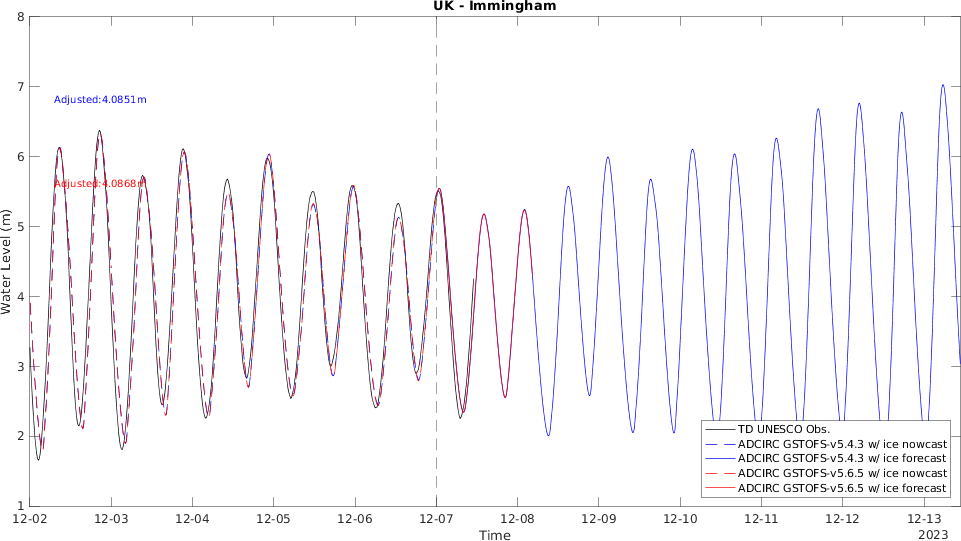 UK - Immingham
8
7
6
5
4
3
2
1
Water Level (m)
Adjusted:4.0851m
Adjusted:4.0868m
TD UNESCO Obs.
ADCIRC GSTOFS-v5.4.3 w/ ice nowcast
ADCIRC GSTOFS-v5.4.3 w/ ice forecast
ADCIRC GSTOFS-v5.6.5 w/ ice nowcast
ADCIRC GSTOFS-v5.6.5 w/ ice forecast
12-02 12-03 12-04 12-05 12-06 12-07 12-08 12-09 12-10 12-11 12-12 12-13
Time
2023